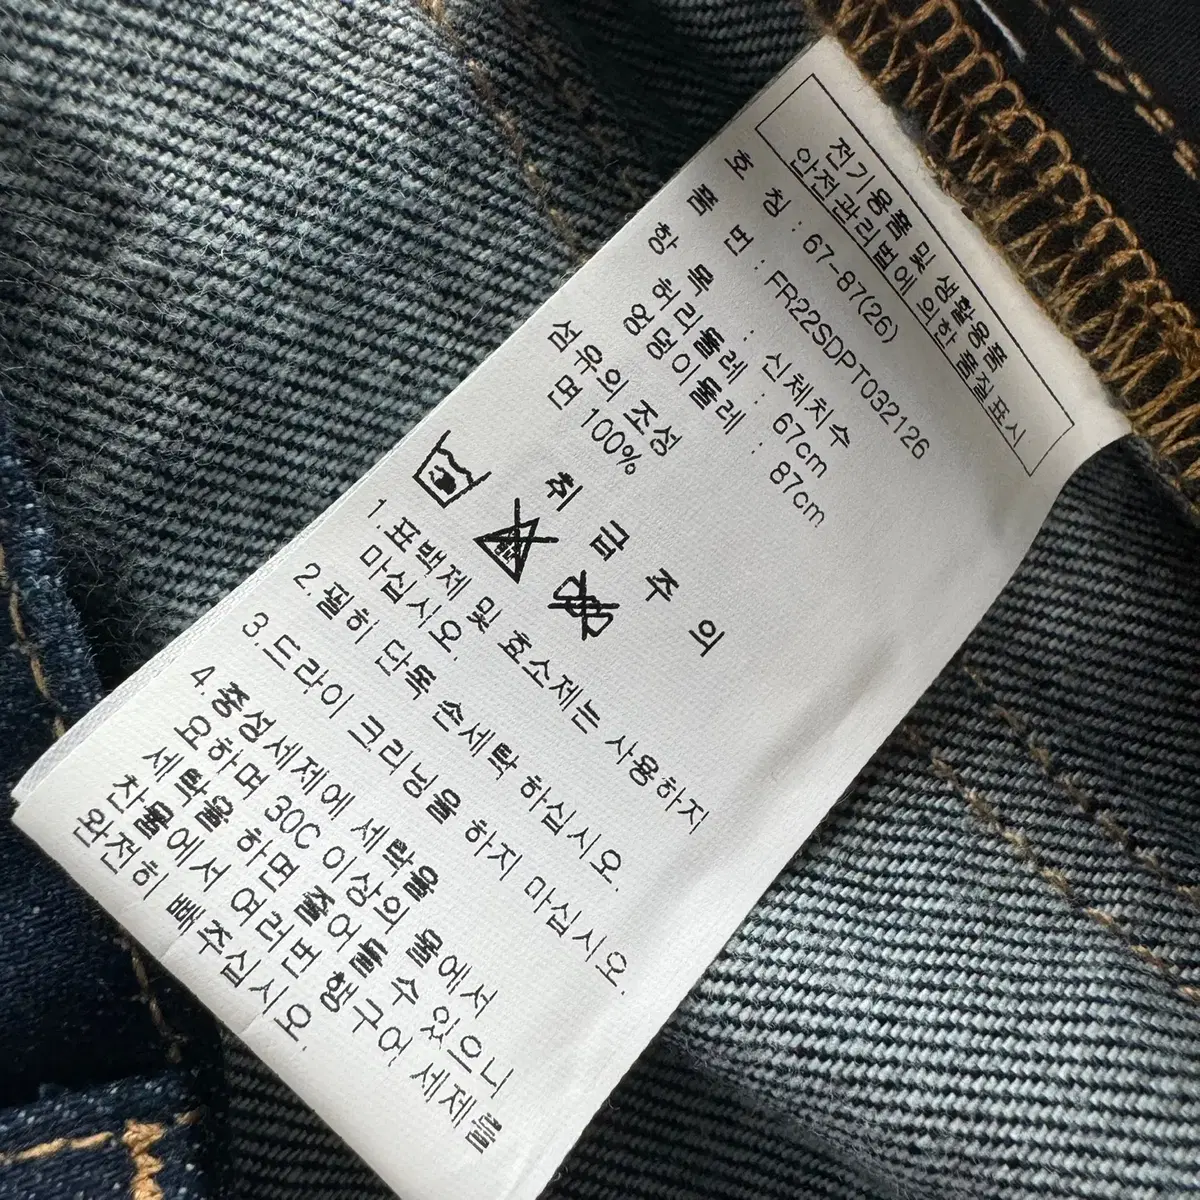 전기용품 및 생활용품
안전관리법에 의한 품질표시
호 칭 : 67-87(26)
품 번 : FR22SDPT032126
항 목 : 신체치수
허리둘레 : 67cm
엉덩이둘레 : 87cm
섬유의 조성
면 100%
취 급 주 의
1.표백제 및 효소제는 사용하지
마십시오.
2.필히 단독 손세탁 하십시오.
3.드라이 크리닝을 하지 마십시오.
4.중성세제에 세탁을
요하며 30C 이상의 물에서
세탁을 하면 줄어들수 있으니
찬물에서 여러번 행구어 세제를
완전히 빼주십시오.